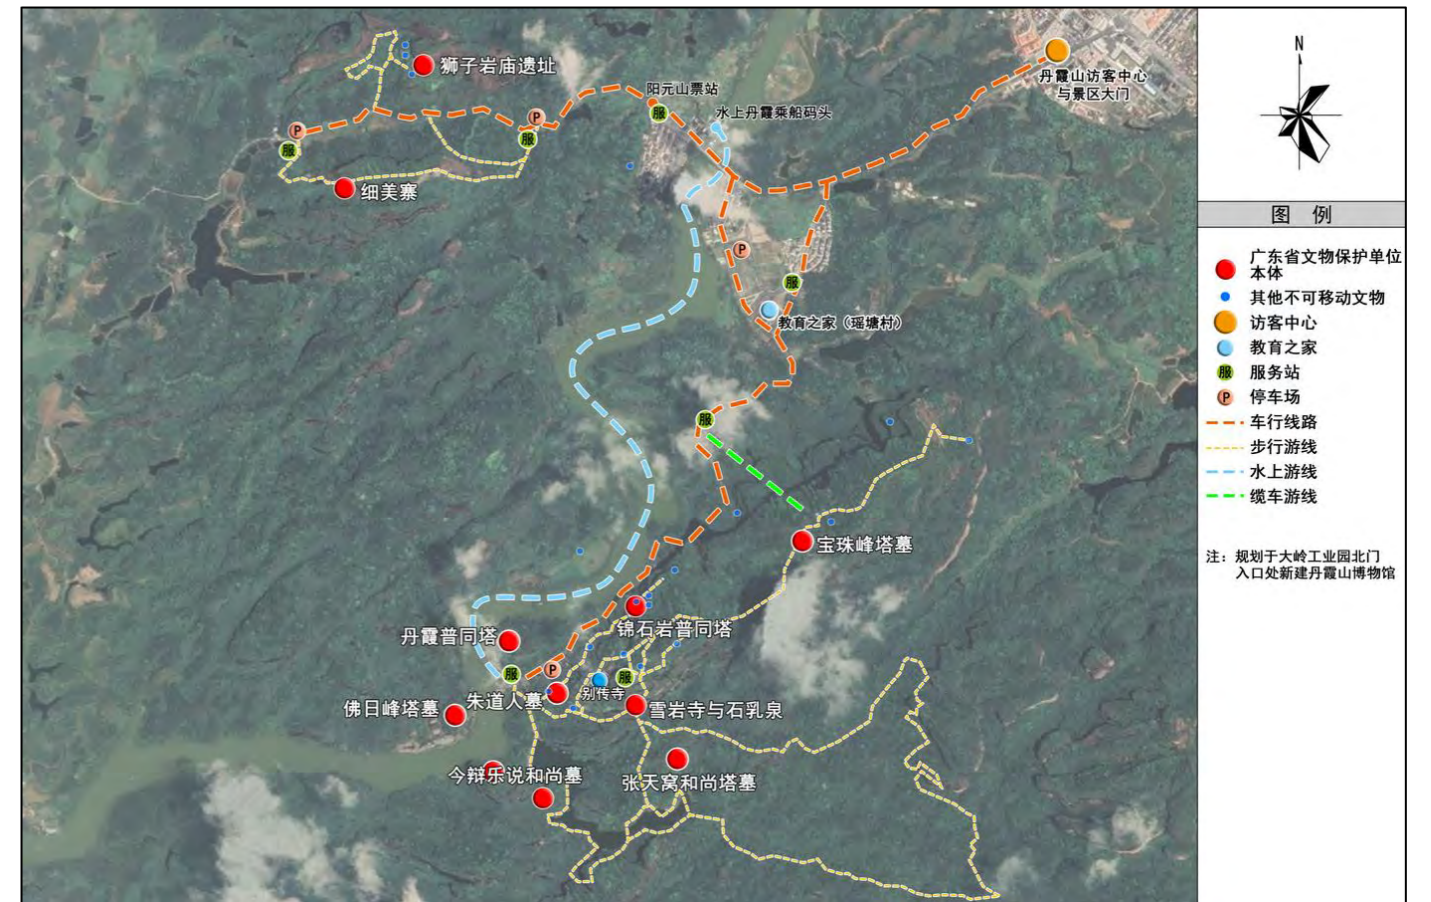 狮子岩庙遗址
P
服
P
服
细美寨
阳元山票站
服
水上丹霞乘船码头
丹霞山访客中心
与景区大门
P
服
教育之家（瑶塘村）
服
宝珠峰塔墓
锦石岩普同塔
丹霞普同塔
服
P
朱道人墓
别传寺
服
佛日峰塔墓
雪岩寺与石乳泉
今辩乐说和尚墓
张天窝和尚塔墓
N
图 例
广东省文物保护单位
本体
其他不可移动文物
访客中心
教育之家
服 服务站
P 停车场
车行线路
步行游线
水上游线
缆车游线
注：规划于大岭工业园北门
入口处新建丹霞山博物馆